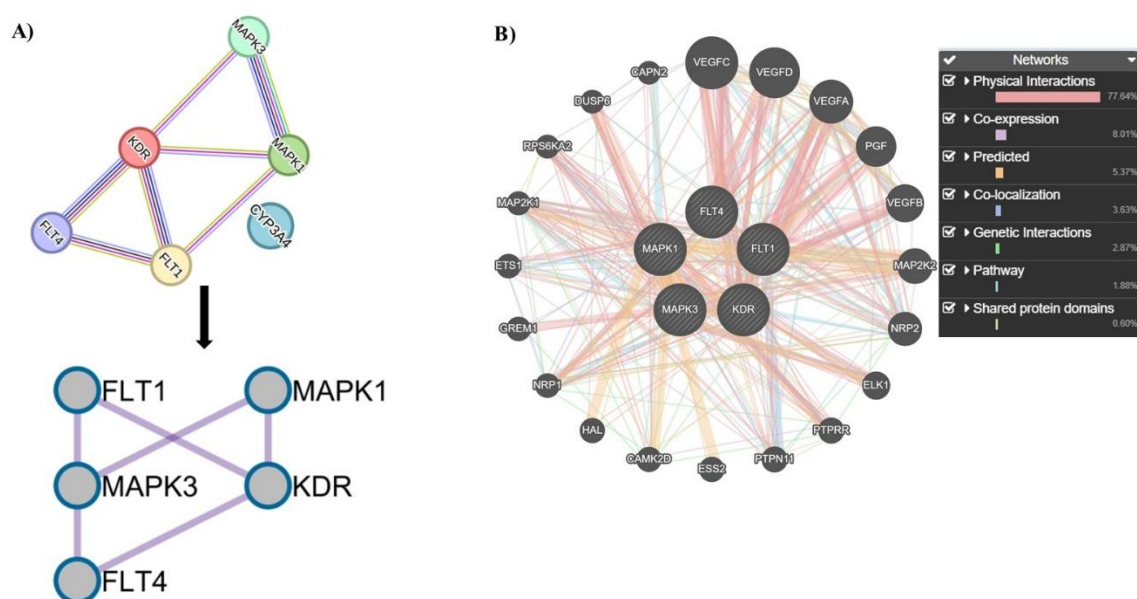 A)
MAPK3
KDR
MAPK1
CYP3A4
FLT4
FLT1
FLT1
MAPK1
MAPK3
KDR
FLT4
B)
VEGFC
VEGFD
CAPN2
VEGFA
DUSP6
PGF
RPS6KA2
VEGFB
MAP2K1
FLT4
MAPK1
FLT1
ETS1
MAP2K2
MAPK3
KDR
GREM1
NRP2
NRP1
ELK1
HAL
PTPRR
CAMK2D
ESS2
PTPN11
Networks
Physical Interactions
77.64%
Co-expression
8.01%
Predicted
5.37%
Co-localization
3.63%
Genetic Interactions
2.87%
Pathway
1.88%
Shared protein domains
0.60%